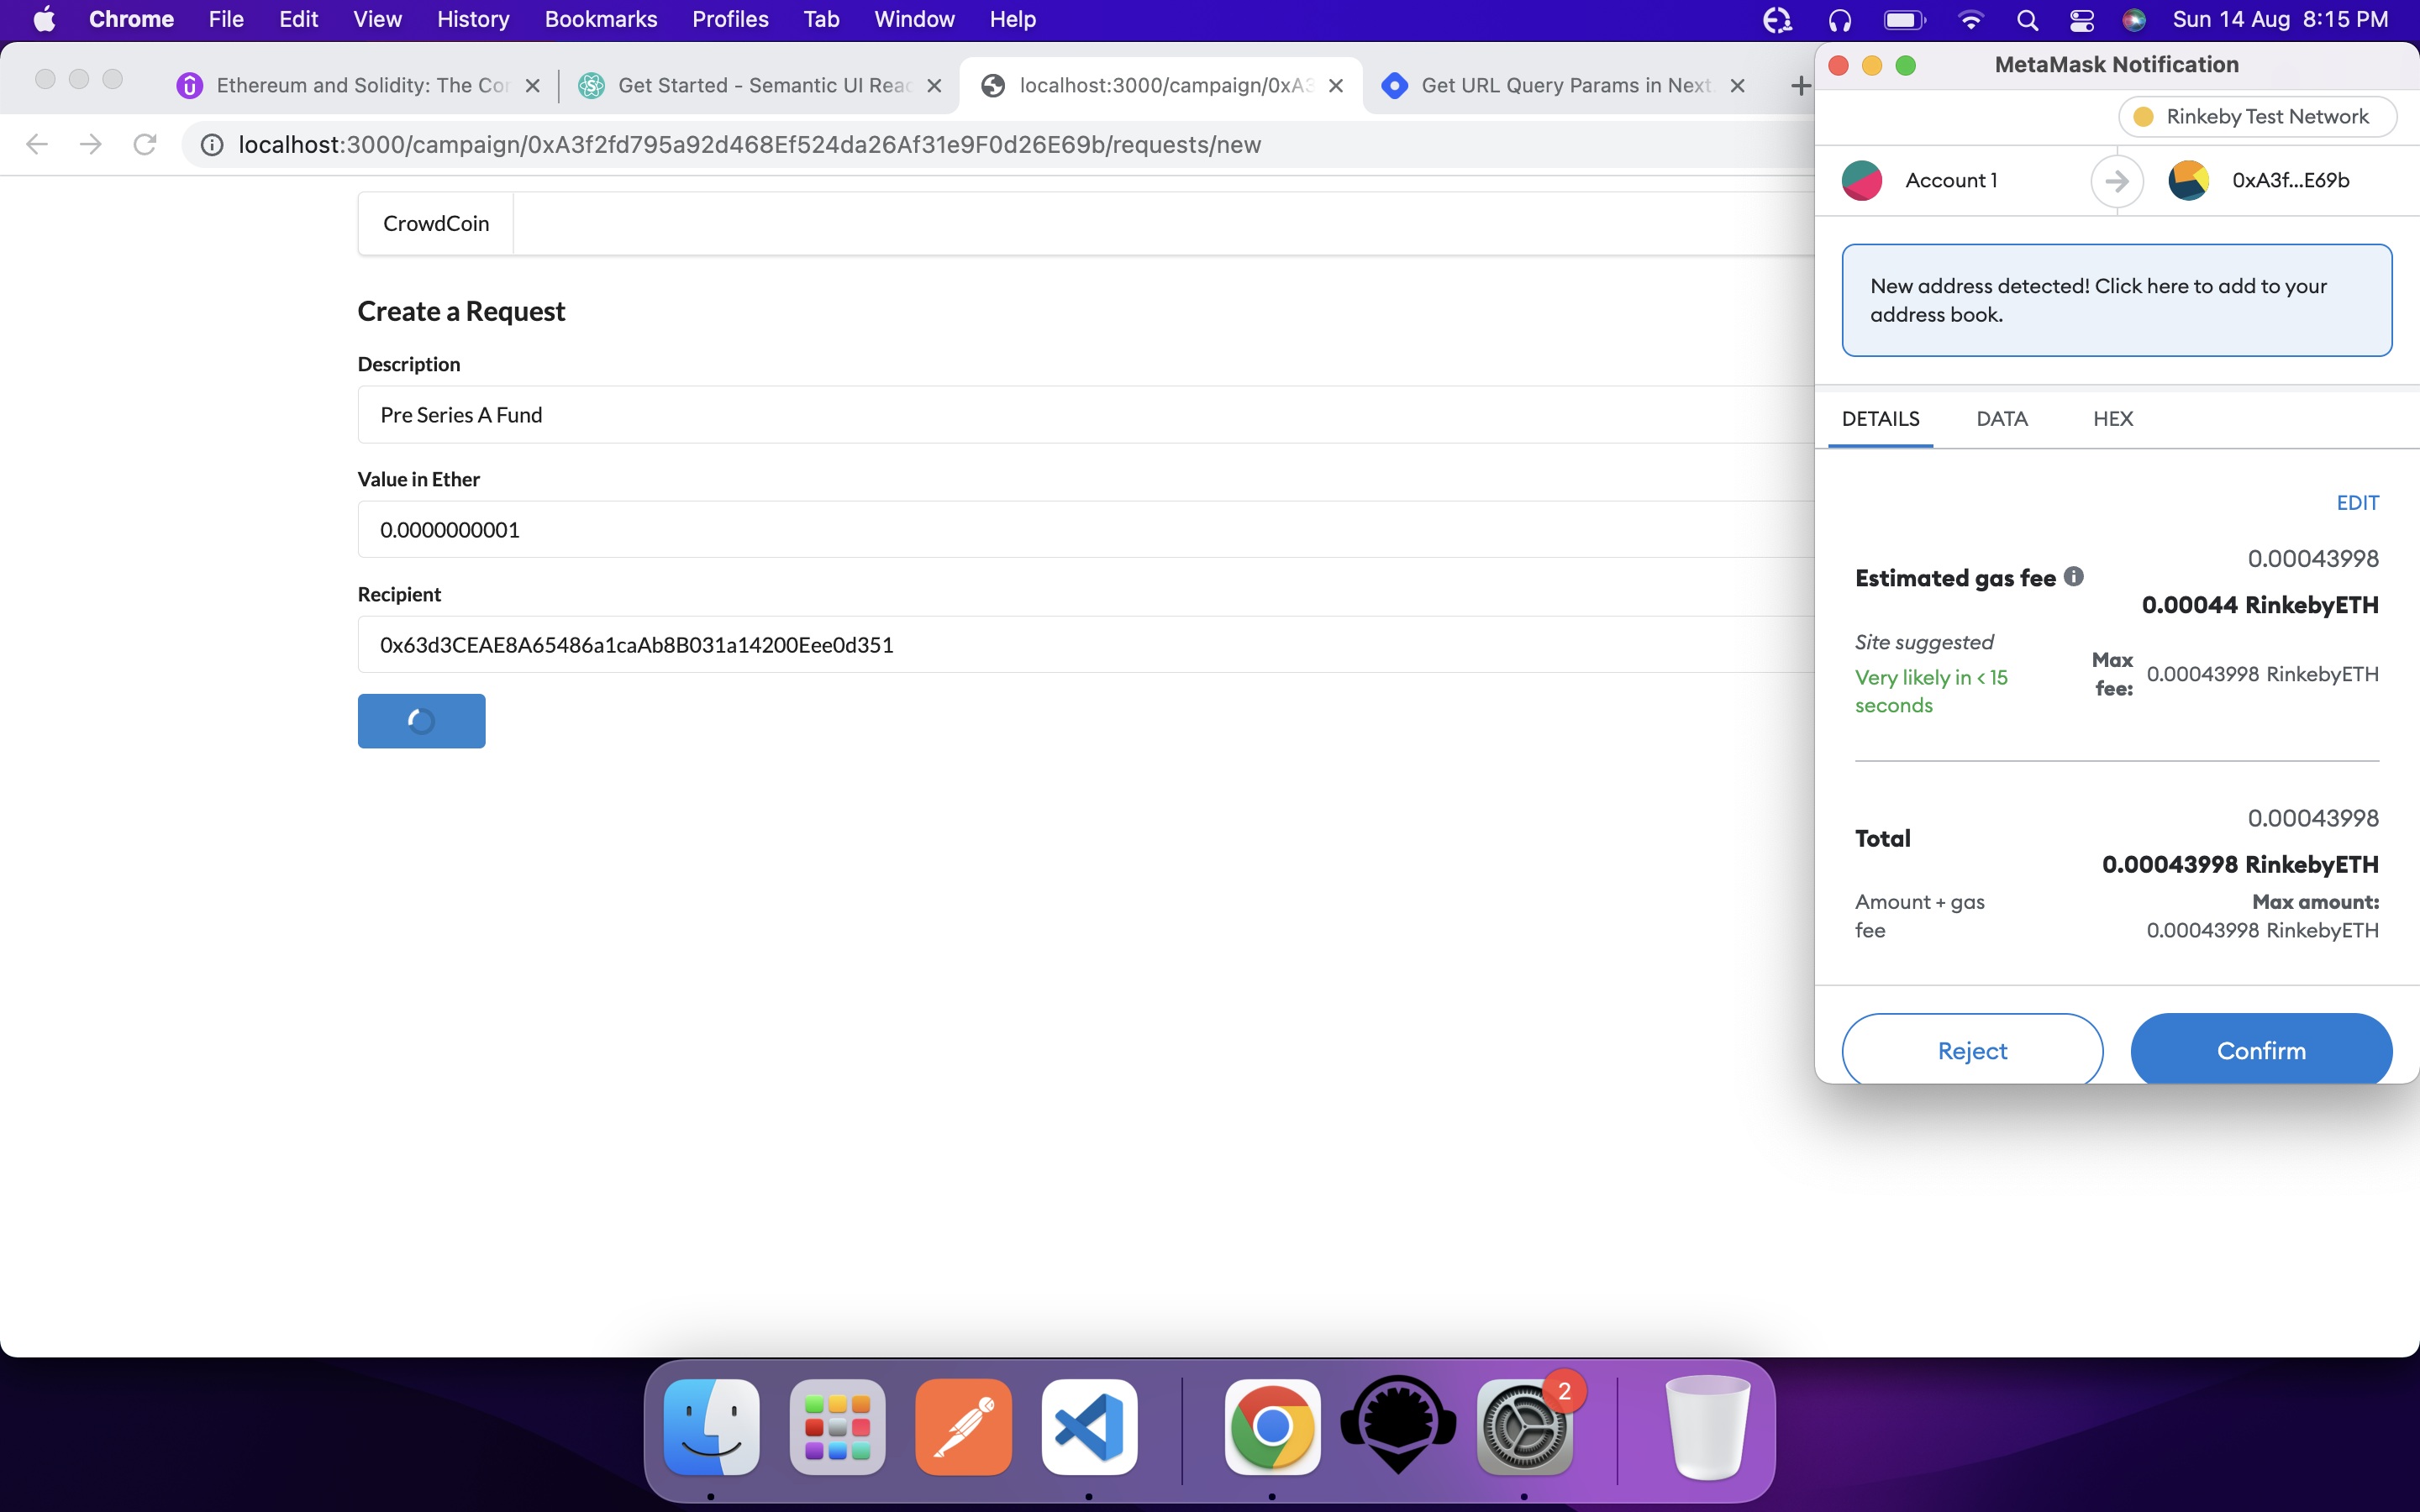 Chrome File Edit View History Bookmarks Profiles Tab Window Help Sun 14 Aug 8:15 PM
Ethereum and Solidity: The Cor
Get Started - Semantic UI Reac
localhost:3000/campaign/0xA3
Get URL Query Params in Next.
localhost:3000/campaign/0xA3f2fd795a92d468Ef524da26Af31e9F0d26E69b/requests/new
CrowdCoin
Create a Request
Description
Pre Series A Fund
Value in Ether
0.0000000001
Recipient
0x63d3CEAE8A65486a1caAb8B031a14200Eee0d351
MetaMask Notification
Rinkeby Test Network
Account 1
0xA3f...E69b
New address detected! Click here to add to your
address book.
DETAILS DATA HEX
EDIT
0.00043998
Estimated gas fee
0.00044 RinkebyETH
Site suggested
Very likely in < 15
seconds
Max
fee:
0.00043998 RinkebyETH
0.00043998
Total
0.00043998 RinkebyETH
Amount + gas
fee
Max amount:
0.00043998 RinkebyETH
Reject
Confirm
2